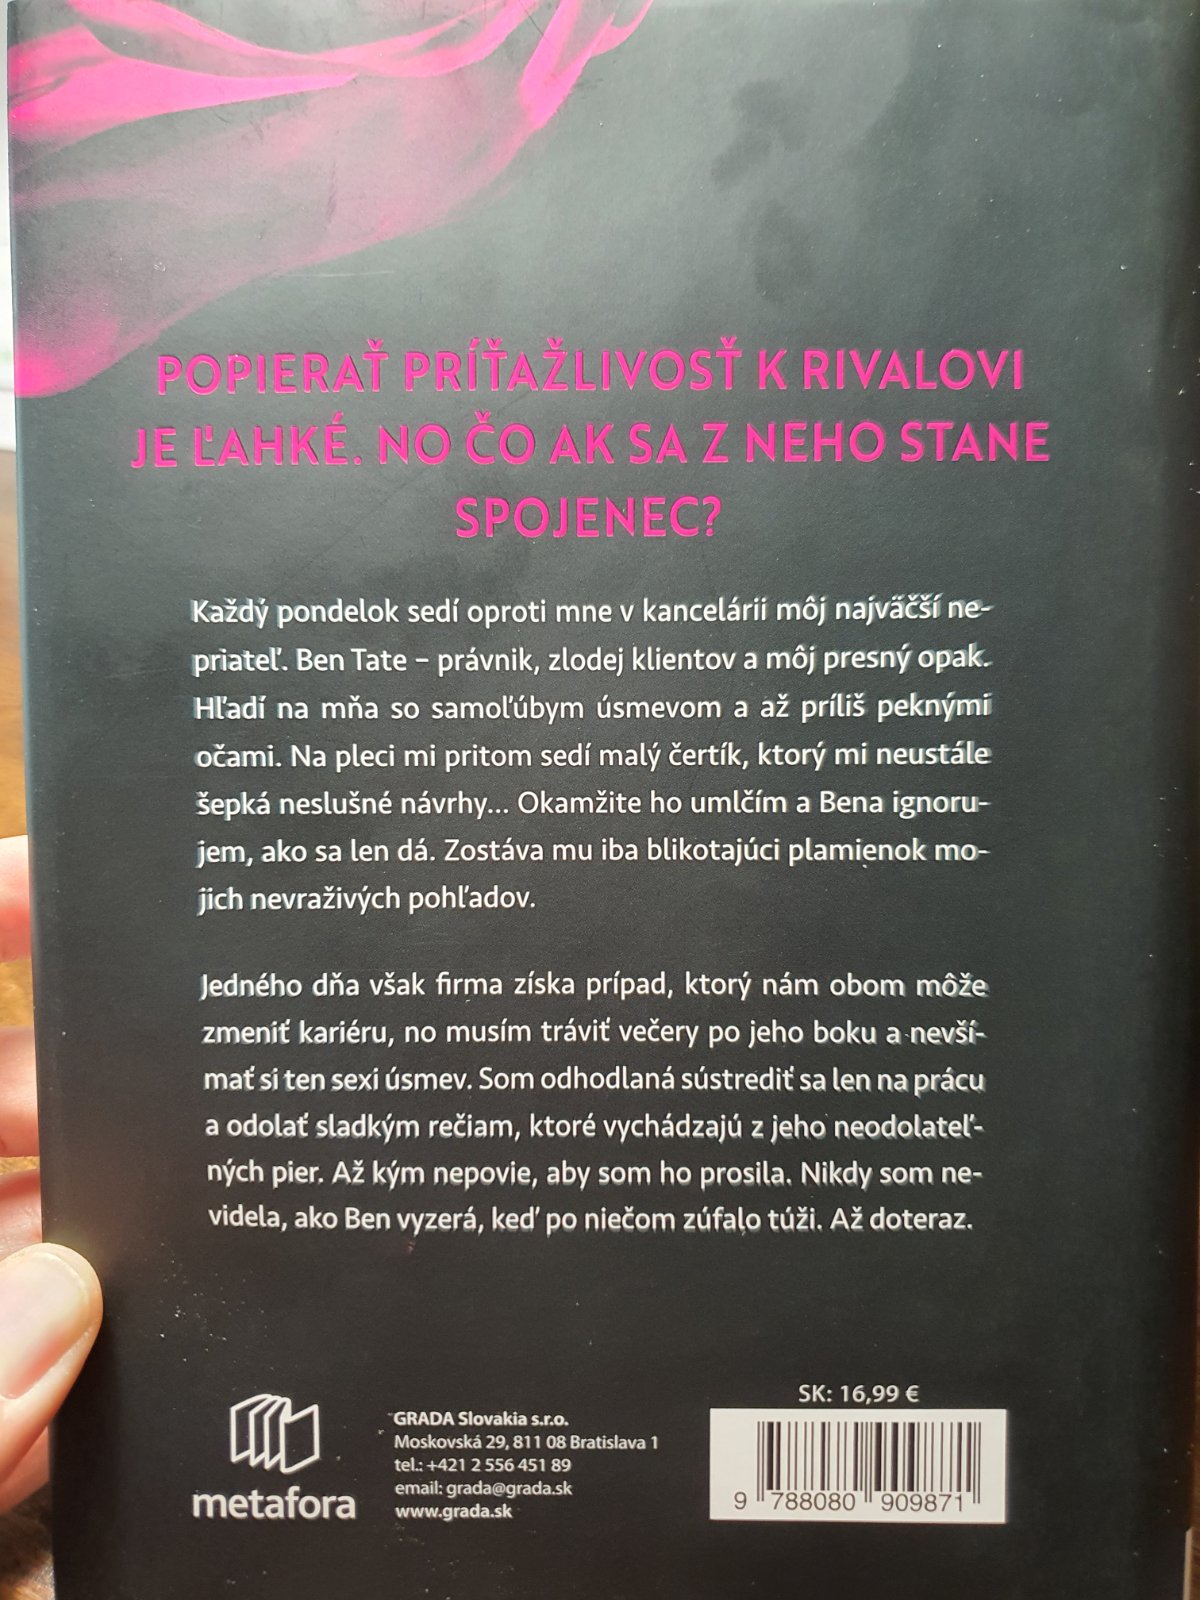 POPIERAŤ PRÍŤAŽLIVOSŤ K RIVALOVI
JE ĽAHKÉ. NO ČO AK SA Z NEHO STANE
SPOJENEC?
Každý pondelok sedí oproti mne v kancelárii môj najväčší ne-
priateľ. Ben Tate – právnik, zlodej klientov a môj presný opak.
Hľadí na mňa so samoľúbym úsmevom a až príliš peknými
očami. Na pleci mi pritom sedí malý čertík, ktorý mi neustále
šepká neslušné návrhy... Okamžite ho umlčím a Bena ignoru-
jem, ako sa len dá. Zostáva mu iba blikotajúci plamienok mo-
jich nevraživých pohľadov.
Jedného dňa však firma získa prípad, ktorý nám obom môže
zmeniť kariéru, no musím tráviť večery po jeho boku a nevší-
mať si ten sexi úsmev. Som odhodlaná sústrediť sa len na prácu
a odolať sladkým rečiam, ktoré vychádzajú z jeho neodolateľ-
ných pier. Až kým nepovie, aby som ho prosila. Nikdy som ne-
videla, ako Ben vyzerá, keď po niečom zúfalo túži. Až doteraz.
metafora
GRADA Slovakia s.r.o.
Moskovská 29, 811 08 Bratislava 1
tel.: +421 2 556 451 89
email: grada@grada.sk
www.grada.sk
SK: 16,99 €
9 788080 909871